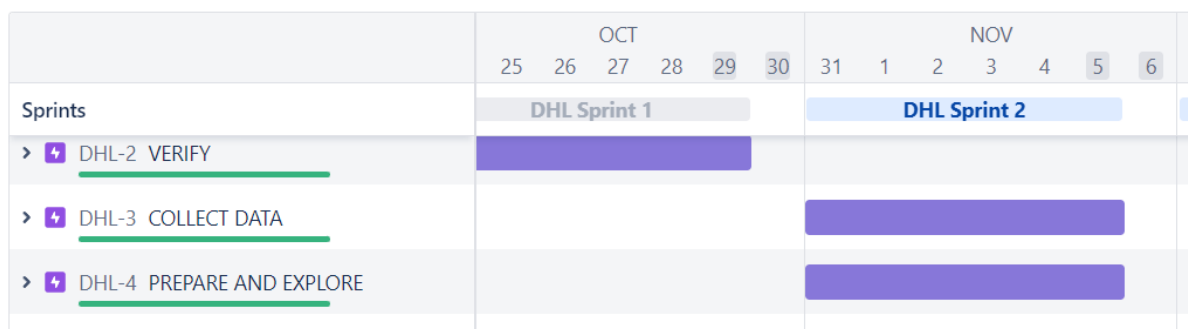 OCT NOV
25 26 27 28 29 30 31 1 2 3 4 5 6
Sprints DHL Sprint 1 DHL Sprint 2
DHL-2 VERIFY
DHL-3 COLLECT DATA
DHL-4 PREPARE AND EXPLORE